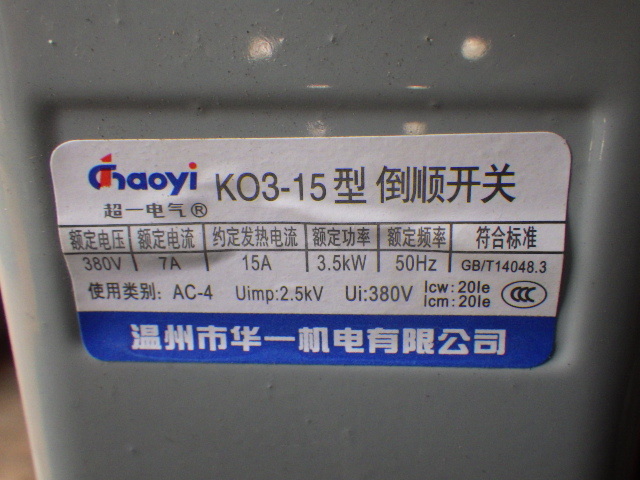 Chaoyi KO3-15型 倒顺开关
超一电气®
额定电压 额定电流 约定发热电流 额定功率 额定频率 符合标准
380V 7A 15A 3.5kW 50Hz GB/T14048.3
使用类别: AC-4 Uimp:2.5kV Ui:380V Icw:20Ie
Icm:20Ie CCC
温州市华一机电有限公司